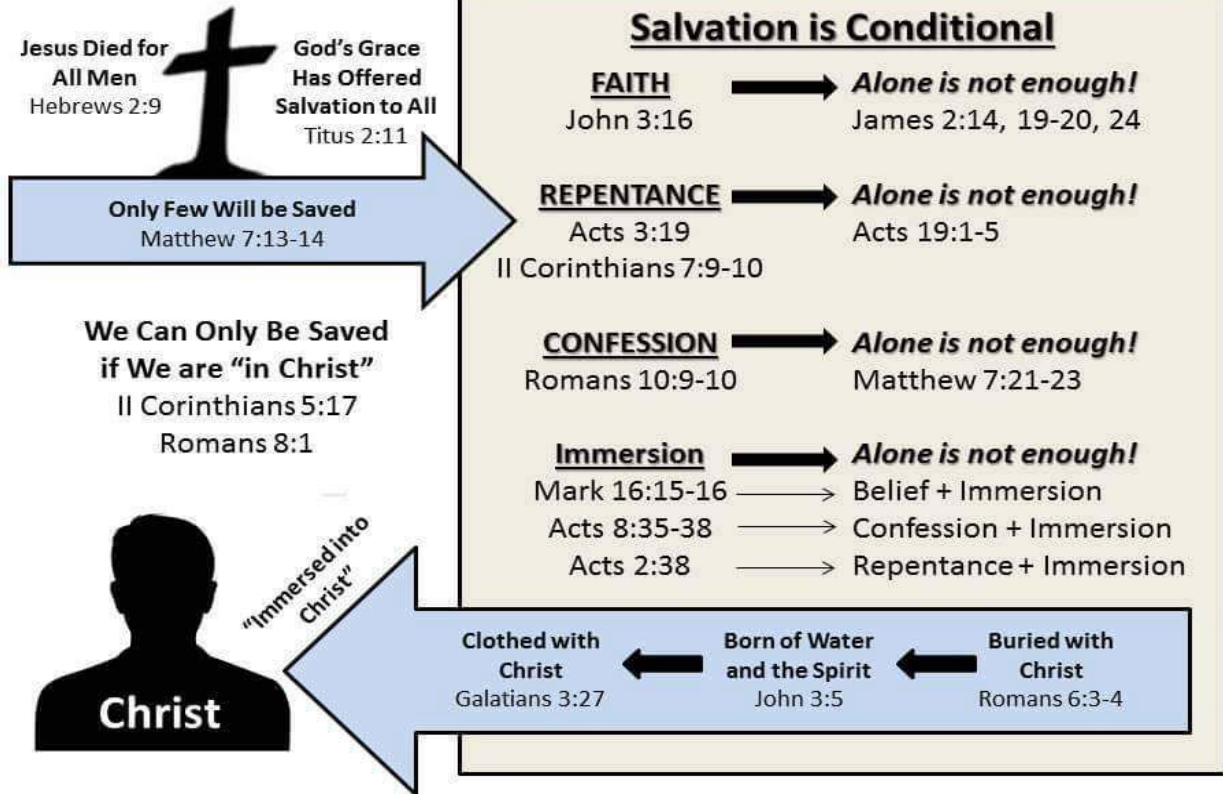 Jesus Died for
All Men
Hebrews 2:9
God's Grace
Has Offered
Salvation to All
Titus 2:11
Only Few Will be Saved
Matthew 7:13-14
We Can Only Be Saved
if We are “in Christ”
II Corinthians 5:17
Romans 8:1
Salvation is Conditional
FAITH Alone is not enough!
John 3:16 James 2:14, 19-20, 24
REPENTANCE Alone is not enough!
Acts 3:19 Acts 19:1-5
II Corinthians 7:9-10
CONFESSION Alone is not enough!
Romans 10:9-10 Matthew 7:21-23
Immersion Alone is not enough!
Mark 16:15-16 Belief + Immersion
Acts 8:35-38 Confession + Immersion
Acts 2:38 Repentance + Immersion
Buried with
Christ
Romans 6:3-4
Born of Water
and the Spirit
John 3:5
Clothed with
Christ
Galatians 3:27
“Immersed into
Christ”
Christ